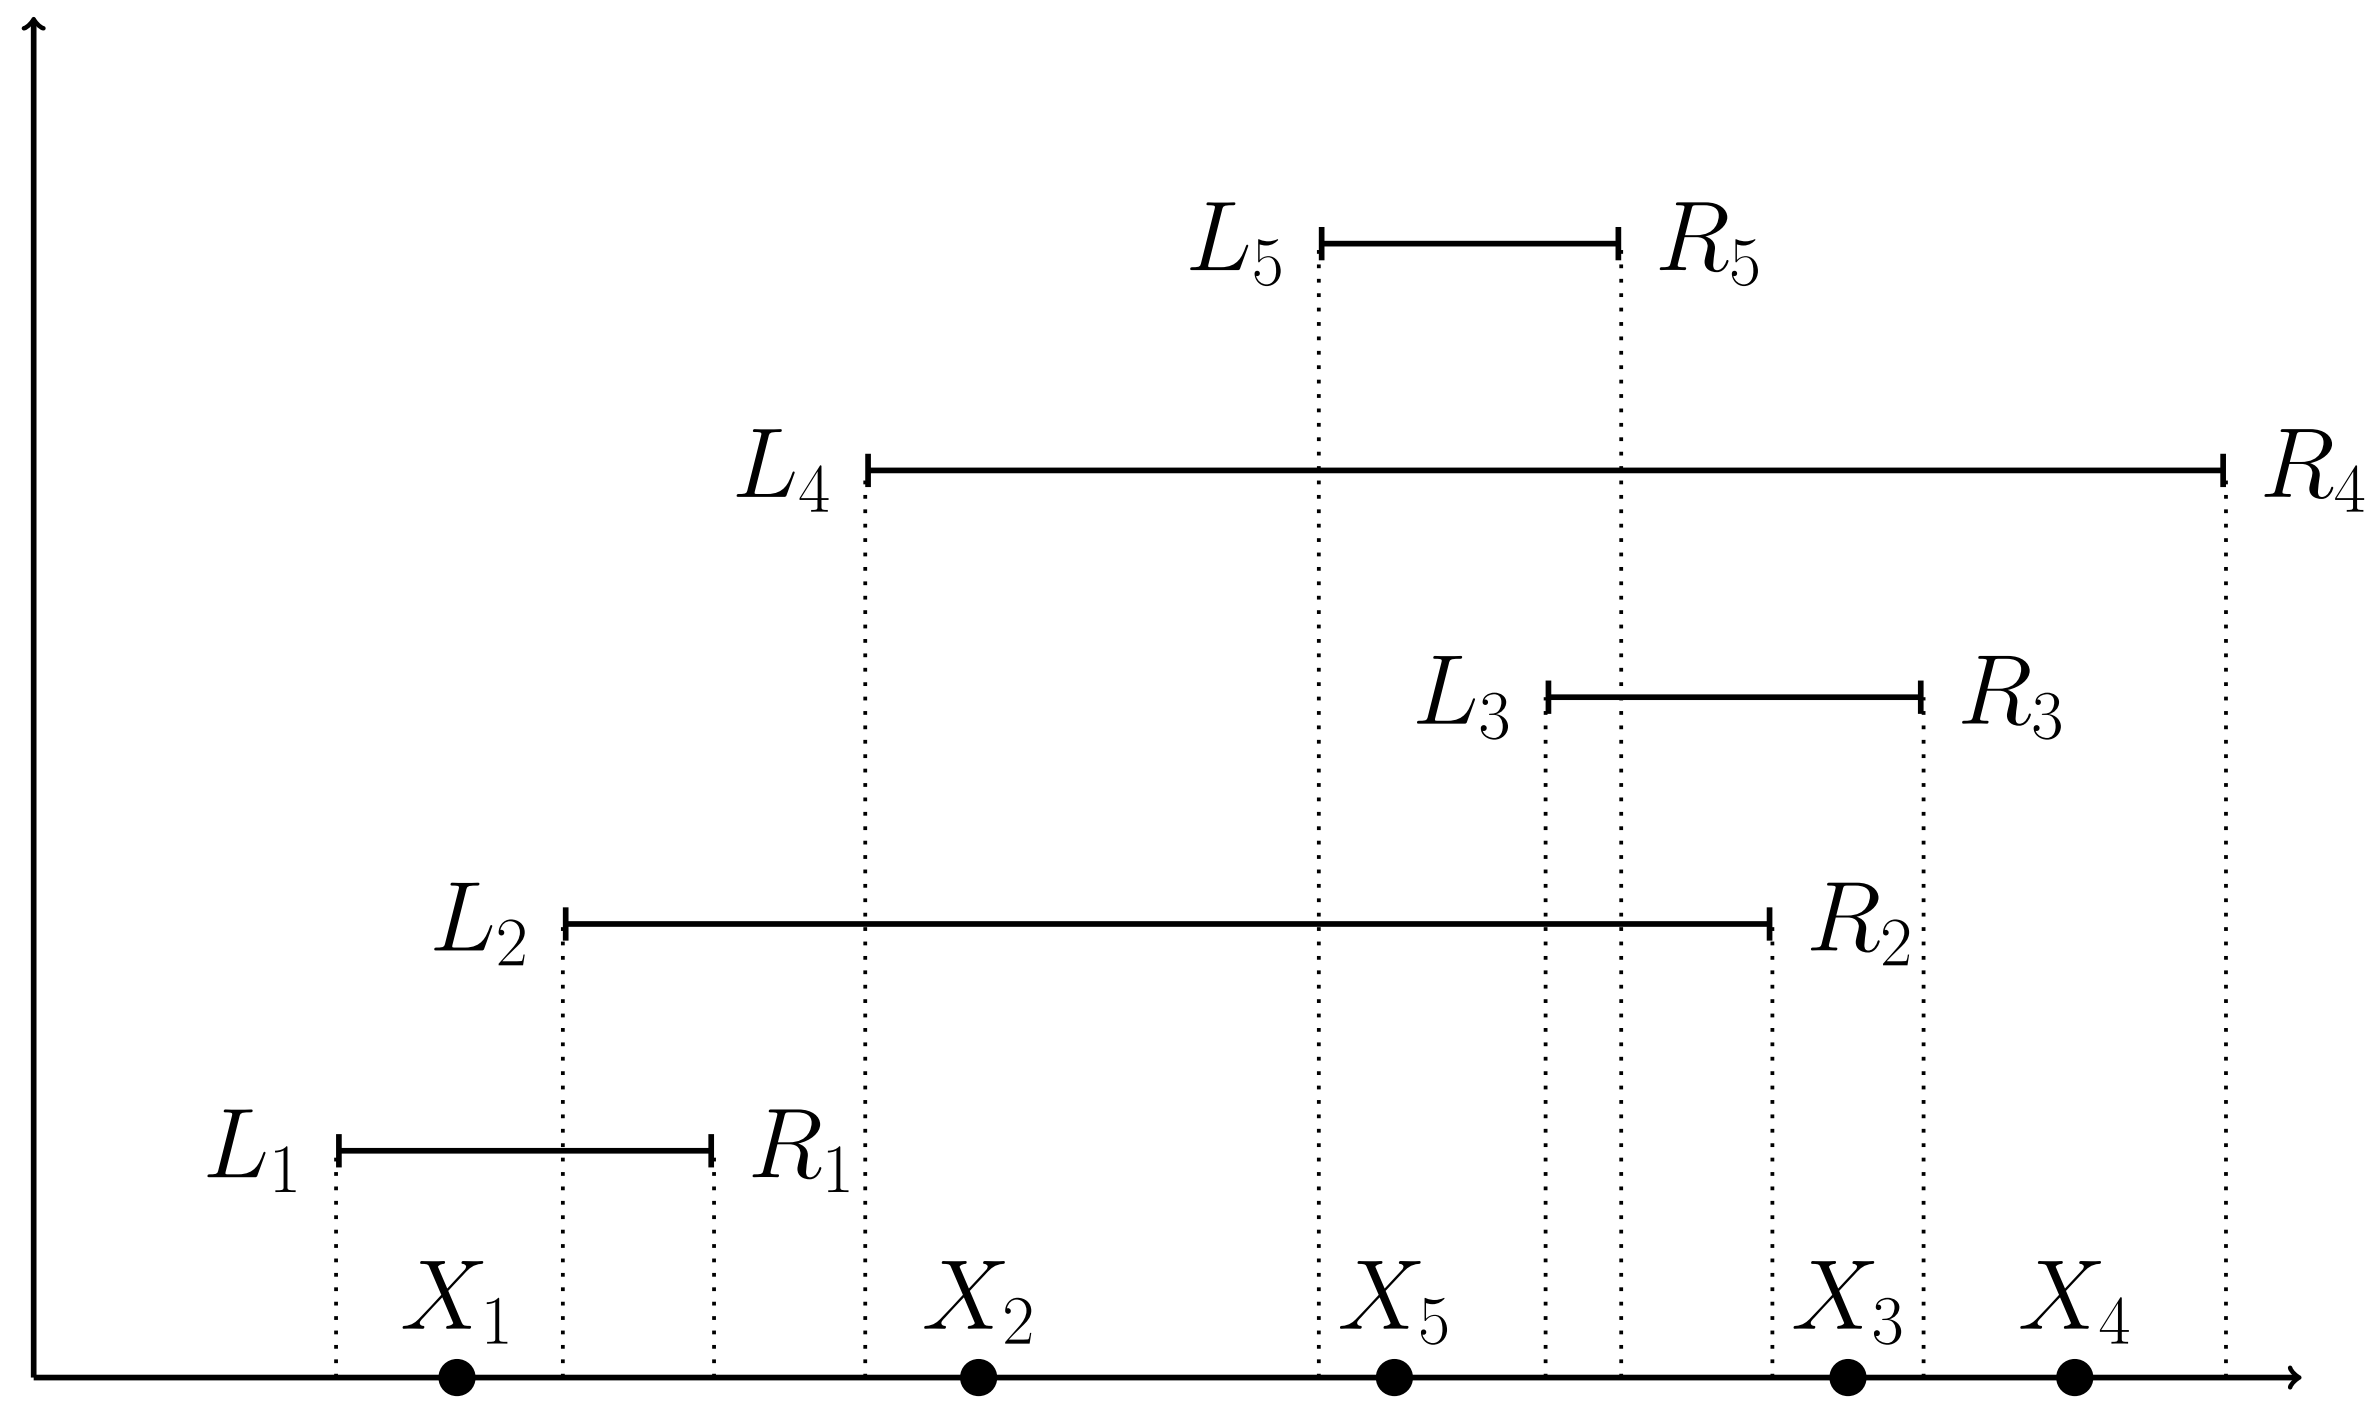 L₅ R₅
L₄ R₄
L₃ R₃
L₂ R₂
L₁ R₁
X₁ X₂ X₅ X₃ X₄